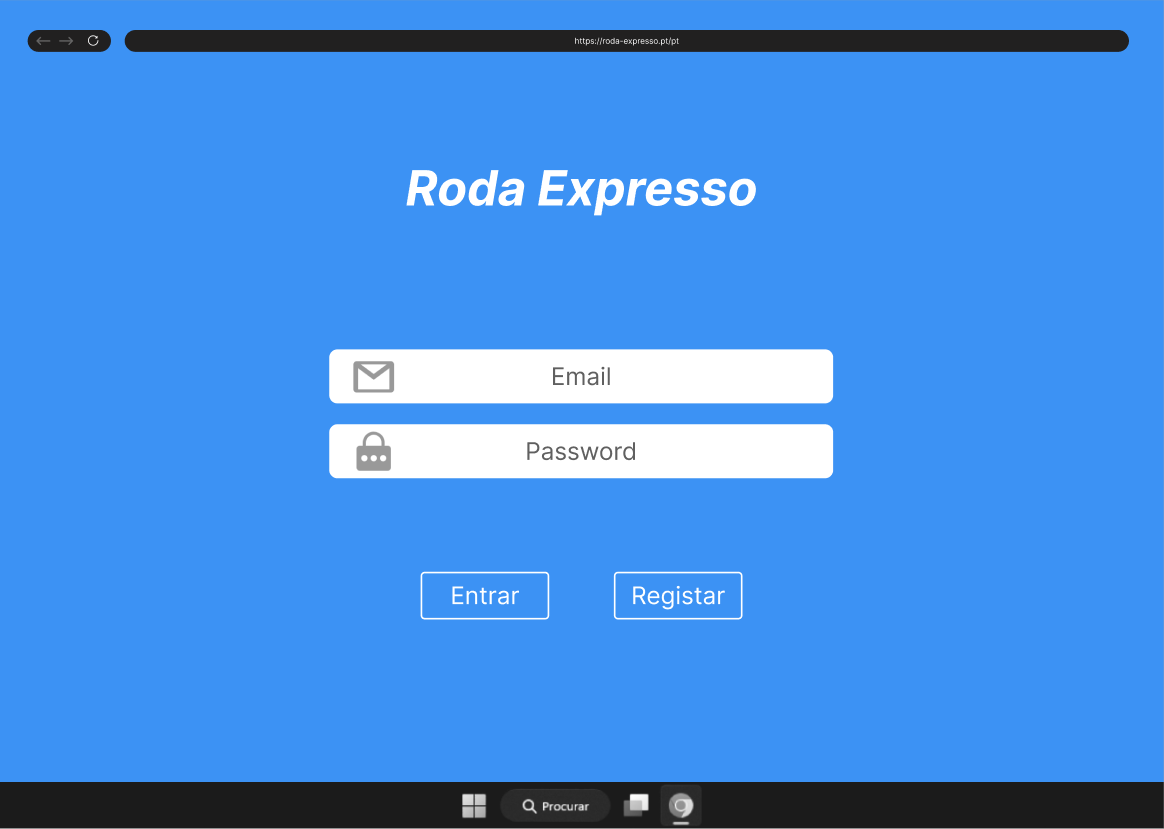 https://roda-expresso.pt/pt
Roda Expresso
Email
Password
Entrar
Registar
Procurar